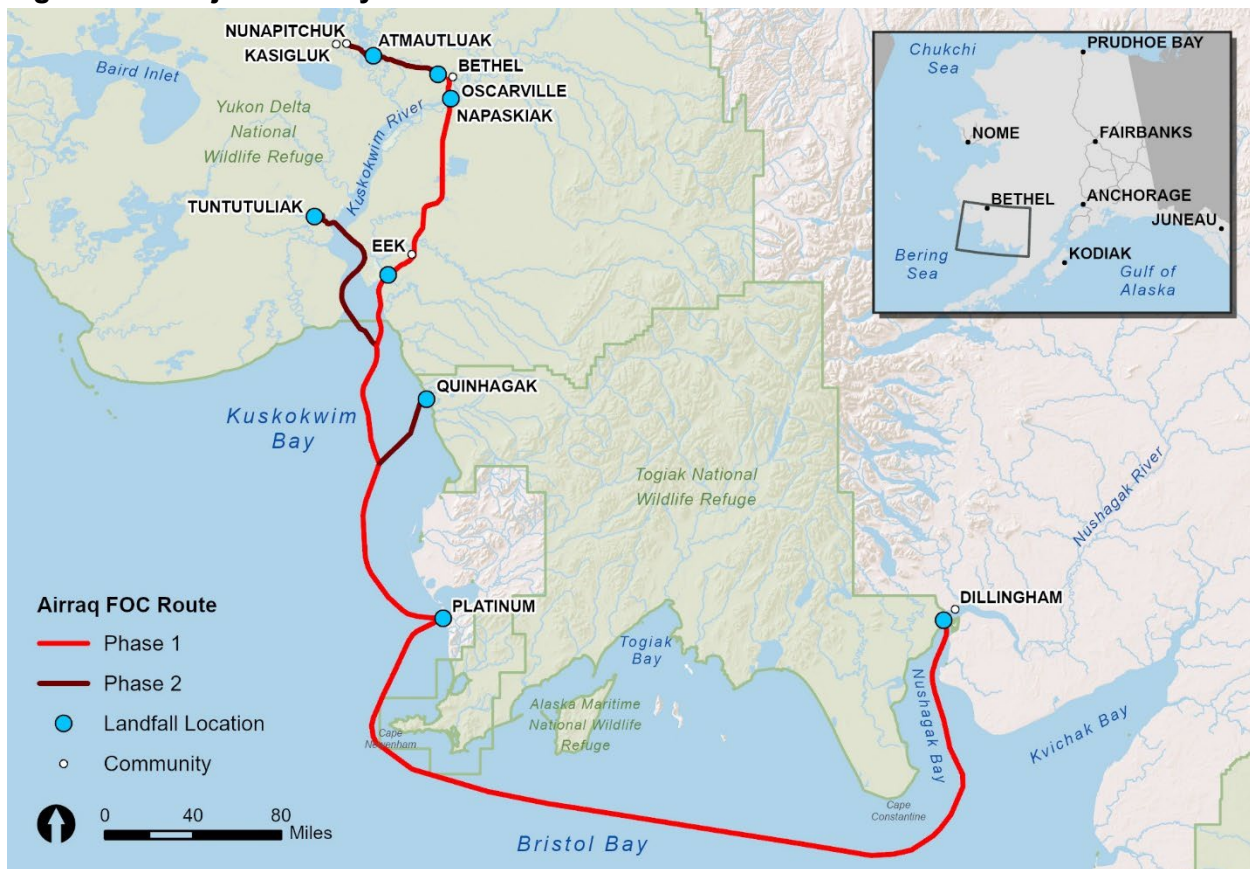 NUNAPITCHUK
KASIGLUK
ATMAUTLUAK
BETHEL
OSCARVILLE
NAPASKIAK
Baird Inlet
Yukon Delta
National
Wildlife Refuge
Kuskokwim River
TUNTUTULIAK
EEK
QUINHAGAK
Kuskokwim
Bay
Togiak National
Wildlife Refuge
Nushagak River
PLATINUM
DILLINGHAM
Togiak
Bay
Alaska Maritime
National Wildlife
Refuge
Cape
Newenham
Nushagak Bay
Kvichak Bay
Cape
Constantine
Bristol Bay
Chukchi
Sea
PRUDHOE BAY
NOME
FAIRBANKS
BETHEL
ANCHORAGE
JUNEAU
Bering
Sea
KODIAK
Gulf of
Alaska
Airraq FOC Route
Phase 1
Phase 2
Landfall Location
Community
0 40 80
Miles